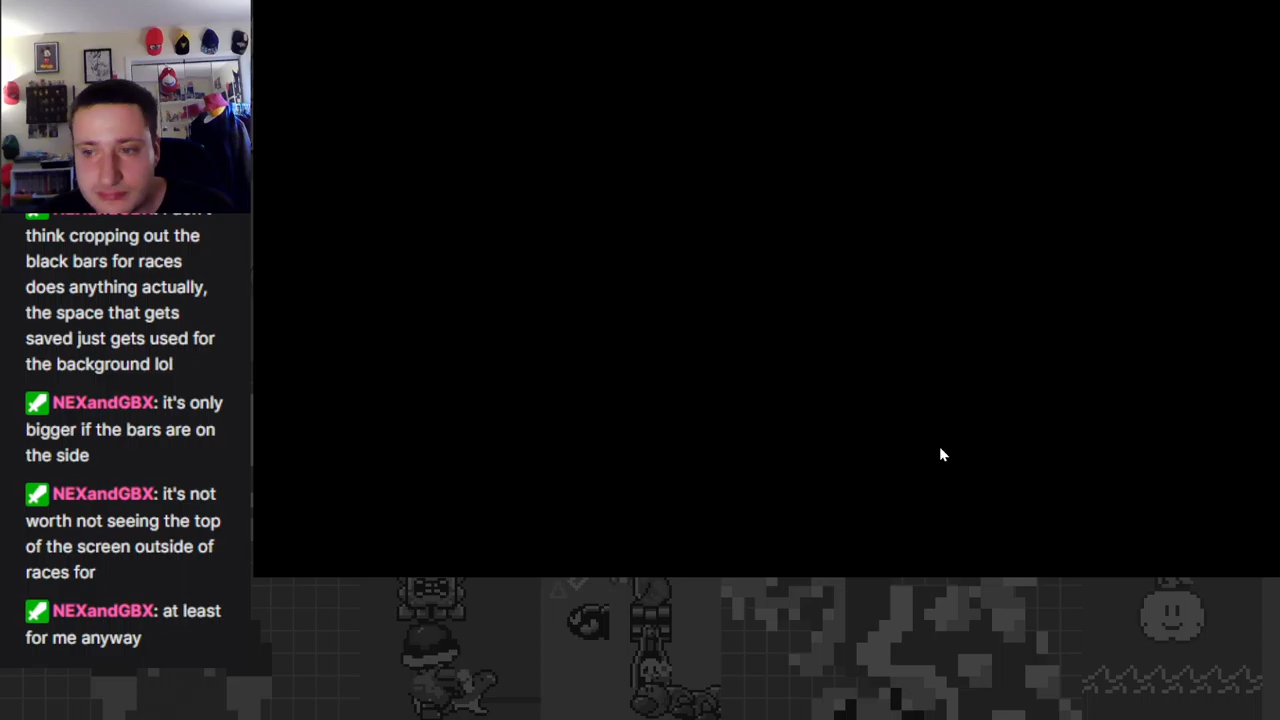 think cropping out the
black bars for races
does anything actually,
the space that gets
saved just gets used for
the background lol
NEXandGBX: it's only
bigger if the bars are on
the side
NEXandGBX: it's not
worth not seeing the top
of the screen outside of
races for
NEXandGBX: at least
for me anyway